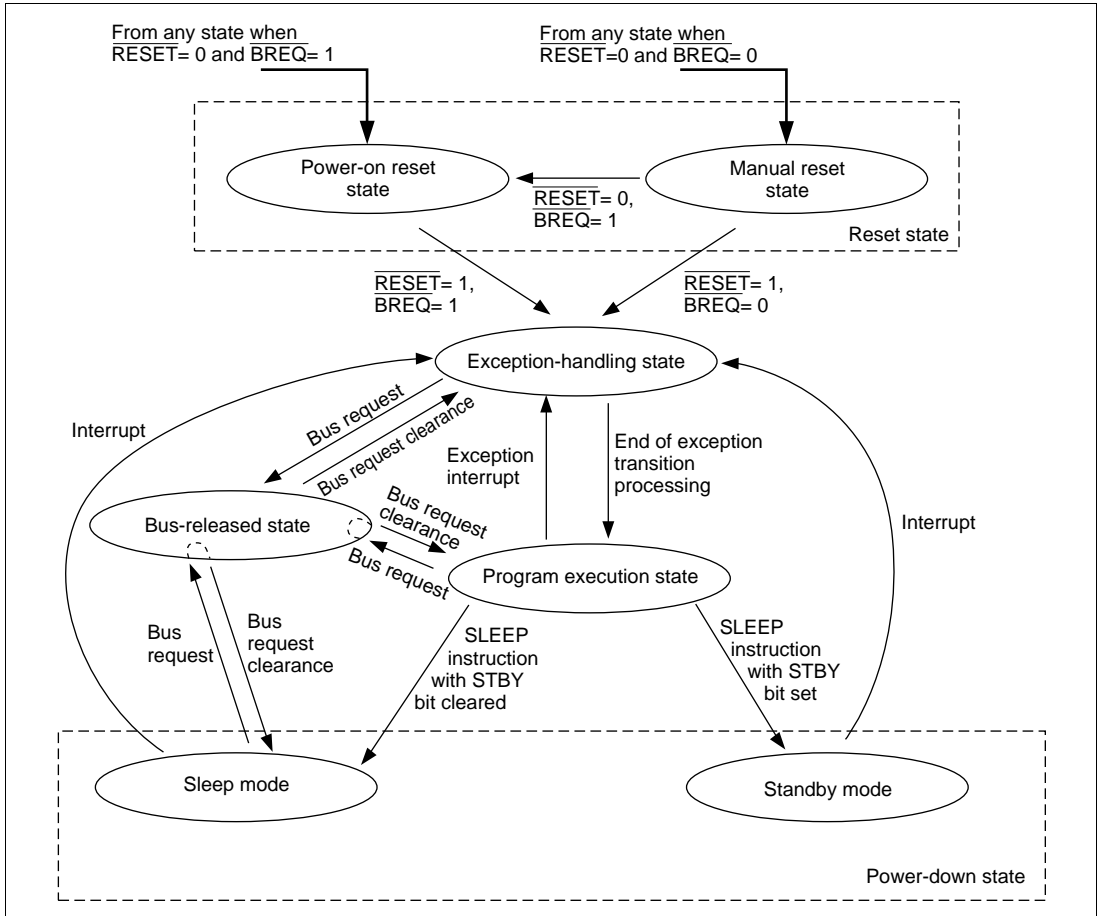 From any state when
RESET= 0 and BREQ= 1
From any state when
RESET=0 and BREQ= 0
Power-on reset
state
Manual reset
state
RESET= 0,
BREQ= 1
Reset state
RESET= 1,
BREQ= 1
RESET= 1,
BREQ= 0
Exception-handling state
Interrupt
Bus request
Bus request clearance
Exception
interrupt
End of exception
transition
processing
Interrupt
Bus-released state
Bus request
clearance
Bus request
Program execution state
Bus
request
Bus
request
clearance
SLEEP
instruction
with STBY
bit cleared
SLEEP
instruction
with STBY
bit set
Sleep mode
Standby mode
Power-down state